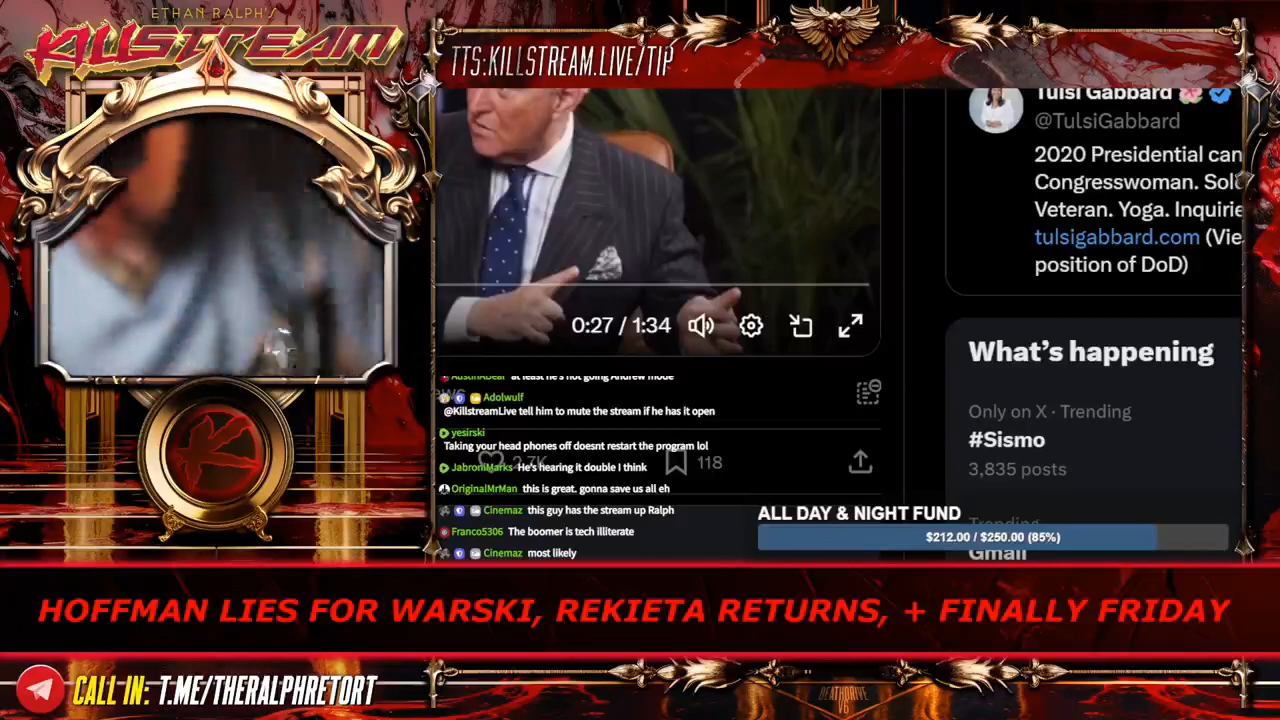 ETHAN RALPH'S
KILLSTREAM
TTS:KILLSTREAM.LIVE/TIP
Tulsi Gabbard
@TulsiGabbard
2020 Presidential can
Congresswoman. Sol
Veteran. Yoga. Inquirie
tulsigabbard.com (Vie
position of DoD)
0:27 / 1:34
What's happening
Only on X · Trending
#Sismo
3,835 posts
Trending
Gmail
AustinABear at least he's not going Andrew mode
Adolwulf
@KillstreamLive tell him to mute the stream if he has it open
yesirski
Taking your head phones off doesnt restart the program lol
JabroniMarks He's hearing it double I think
2.7K
118
OriginalMrMan this is great. gonna save us all eh
Cinemaz this guy has the stream up Ralph
Franco5306 The boomer is tech illiterate
Cinemaz most likely
ALL DAY & NIGHT FUND
$212.00 / $250.00 (85%)
HOFFMAN LIES FOR WARSKI, REKIETA RETURNS, + FINALLY FRIDAY
CALL IN: T.ME/THERALPHRETORT
DEATHDRIVE
V6